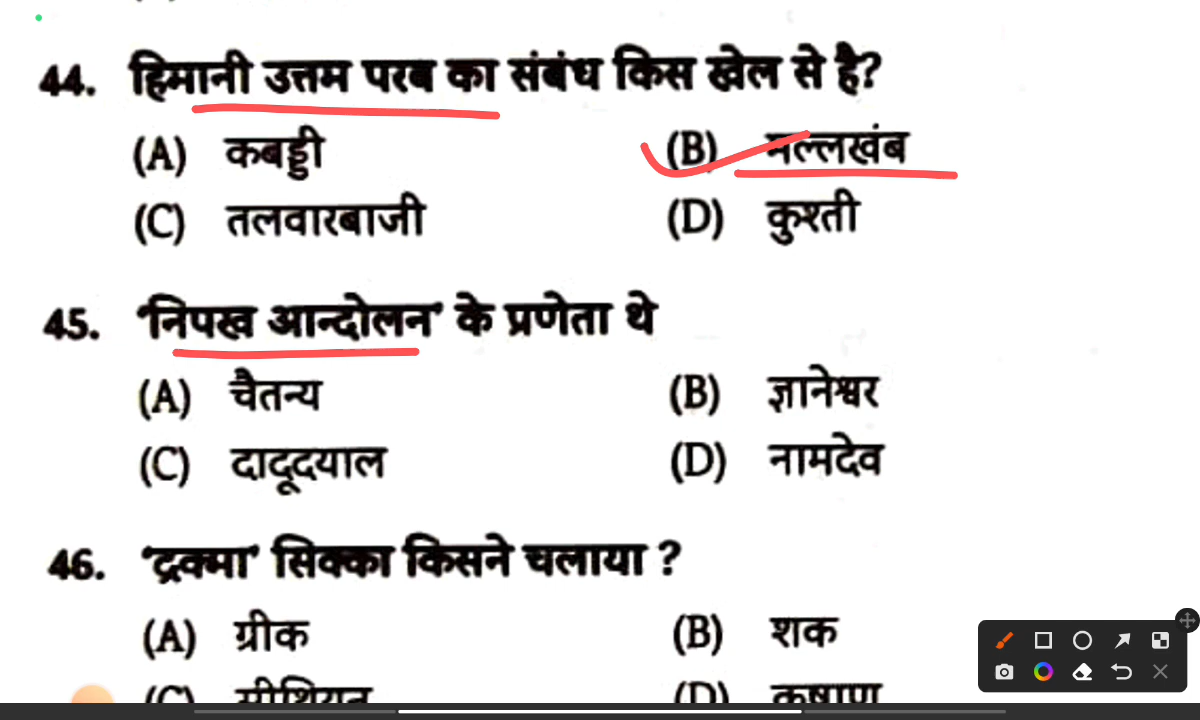 44. हिमानी उत्तम परब का संबंध किस खेल से है?
(A) कबड्डी (B) मल्लखंब
(C) तलवारबाजी (D) कुश्ती
45. 'निपख आन्दोलन' के प्रणेता थे
(A) चैतन्य (B) ज्ञानेश्वर
(C) दादूदयाल (D) नामदेव
46. 'द्रक्मा' सिक्का किसने चलाया ?
(A) ग्रीक (B) शक
(C) सीथियन (D) कुषाण